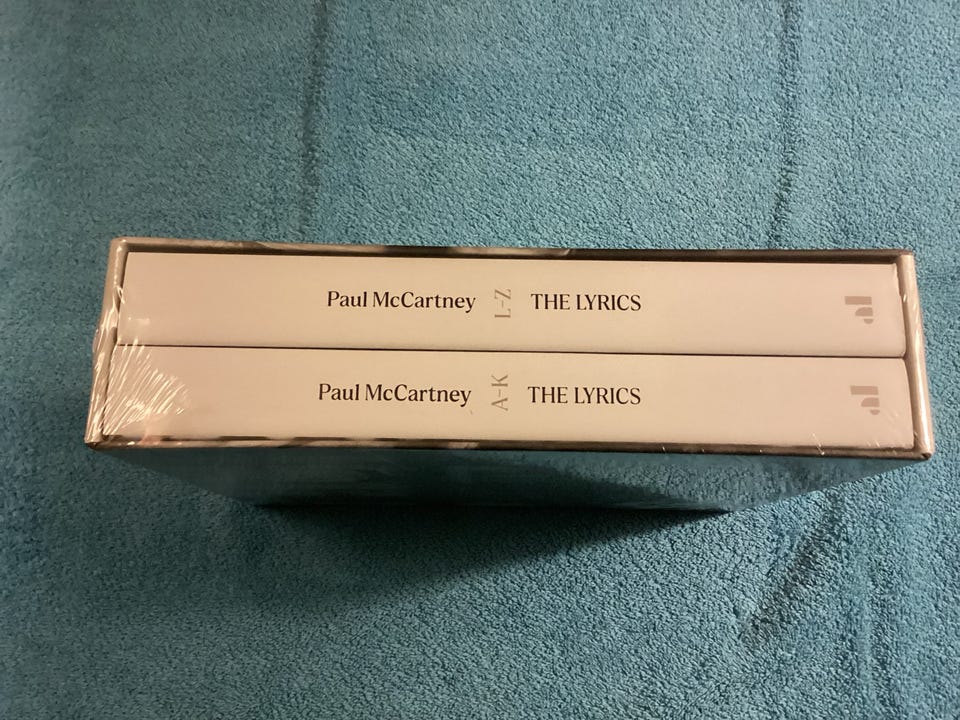 Paul McCartney L–Z THE LYRICS
Paul McCartney A–K THE LYRICS